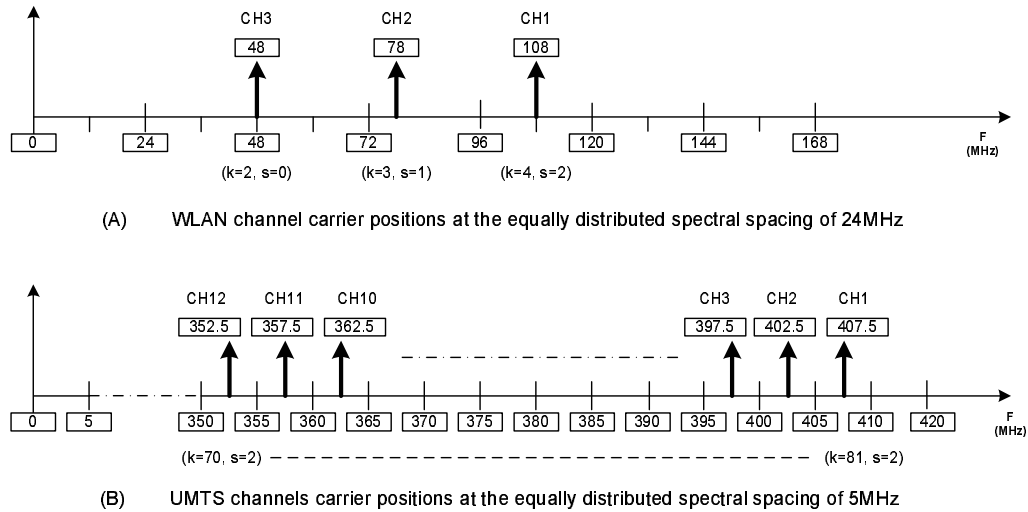 CH3 CH2 CH1
48 78 108
0 24 48 72 96 120 144 168 F
(MHz)
(k=2, s=0) (k=3, s=1) (k=4, s=2)
(A) WLAN channel carrier positions at the equally distributed spectral spacing of 24MHz
CH12 CH11 CH10 CH3 CH2 CH1
352.5 357.5 362.5 397.5 402.5 407.5
0 5 350 355 360 365 370 375 380 385 390 395 400 405 410 420 F
(MHz)
(k=70, s=2) (k=81, s=2)
(B) UMTS channels carrier positions at the equally distributed spectral spacing of 5MHz